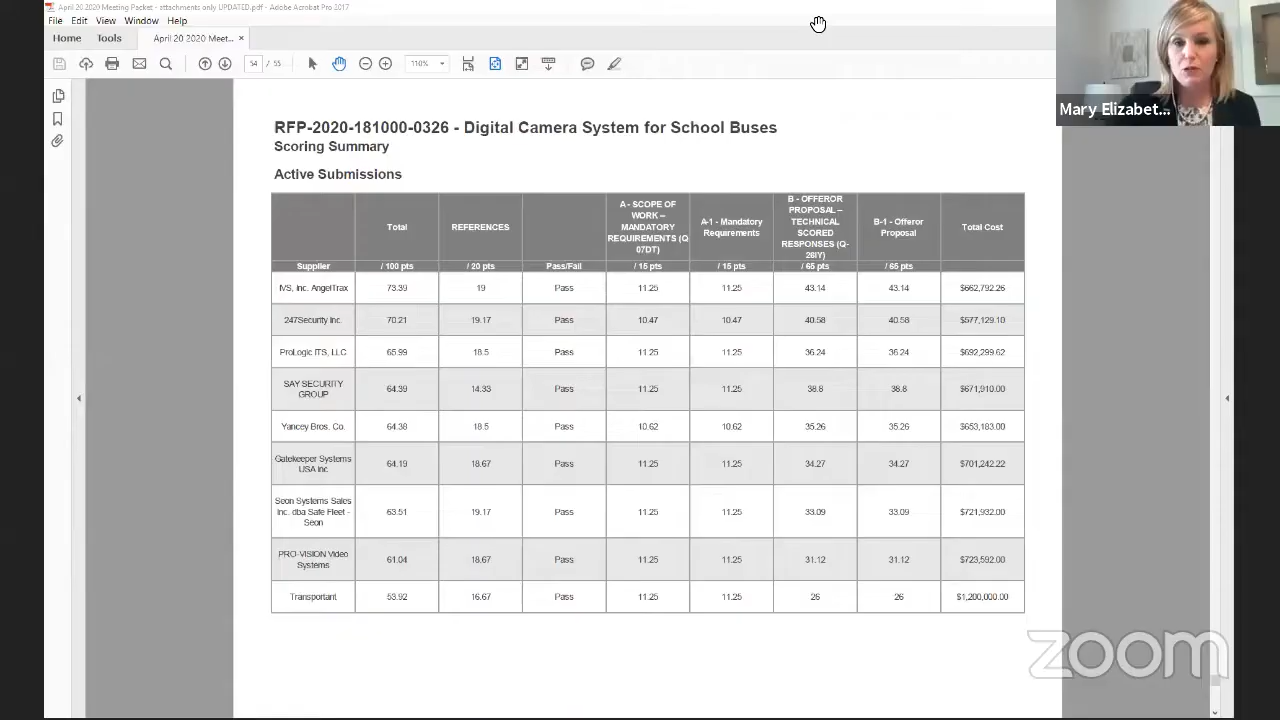 April 20 2020 Meeting Packet - attachments only UPDATED.pdf - Adobe Acrobat Pro 2017
File Edit View Window Help
Home Tools April 20 2020 Meet... ×
54 / 55 110%
Mary Elizabet...
RFP-2020-181000-0326 - Digital Camera System for School Buses
Scoring Summary
Active Submissions
Total REFERENCES A - SCOPE OF WORK – MANDATORY REQUIREMENTS (Q 07DT) A-1 - Mandatory Requirements B - OFFEROR PROPOSAL – TECHNICAL SCORED RESPONSES (Q-26IY) B-1 - Offeror Proposal Total Cost
Supplier / 100 pts / 20 pts Pass/Fail / 15 pts / 15 pts / 65 pts / 65 pts
IVS, Inc. AngelTrax 73.39 19 Pass 11.25 11.25 43.14 43.14 $662,792.26
247Security Inc. 70.21 19.17 Pass 10.47 10.47 40.58 40.58 $577,129.10
ProLogic ITS, LLC 65.99 18.5 Pass 11.25 11.25 36.24 36.24 $692,299.62
SAY SECURITY GROUP 64.39 14.33 Pass 11.25 11.25 38.8 38.8 $671,910.00
Yancey Bros. Co. 64.38 18.5 Pass 10.62 10.62 35.26 35.26 $653,183.00
Gatekeeper Systems USA Inc 64.19 18.67 Pass 11.25 11.25 34.27 34.27 $701,242.22
Seon Systems Sales Inc. dba Safe Fleet - Seon 63.51 19.17 Pass 11.25 11.25 33.09 33.09 $721,932.00
PRO-VISION Video Systems 61.04 18.67 Pass 11.25 11.25 31.12 31.12 $723,592.00
Transportant 53.92 16.67 Pass 11.25 11.25 26 26 $1,200,000.00
zoom